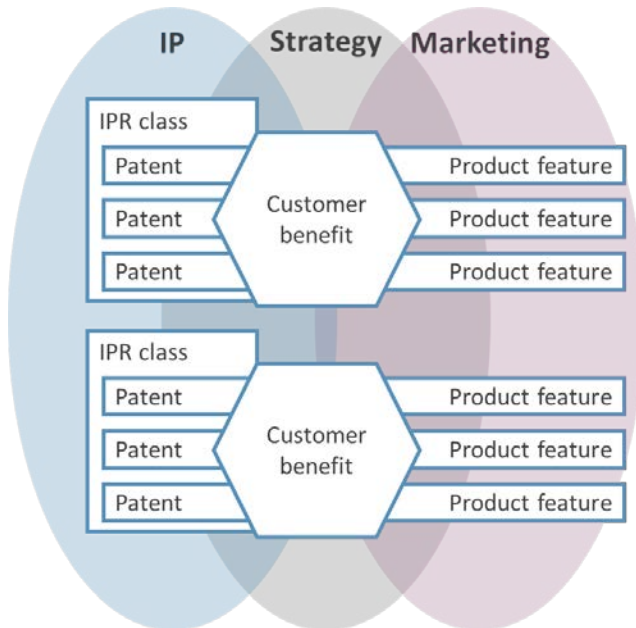 IP Strategy Marketing
IPR class
Patent Product feature
Customer
Patent Product feature
benefit
Patent Product feature
IPR class
Patent Product feature
Customer
Patent Product feature
benefit
Patent Product feature